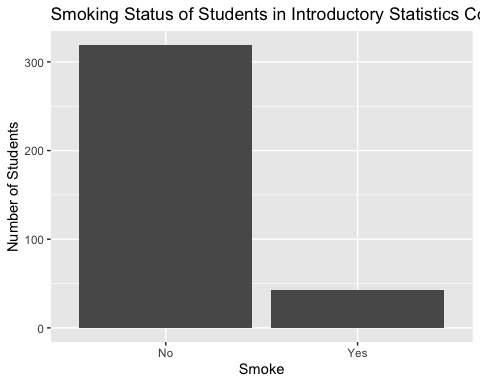 Smoking Status of Students in Introductory Statistics Co
300
200
100
0
Number of Students
No
Yes
Smoke